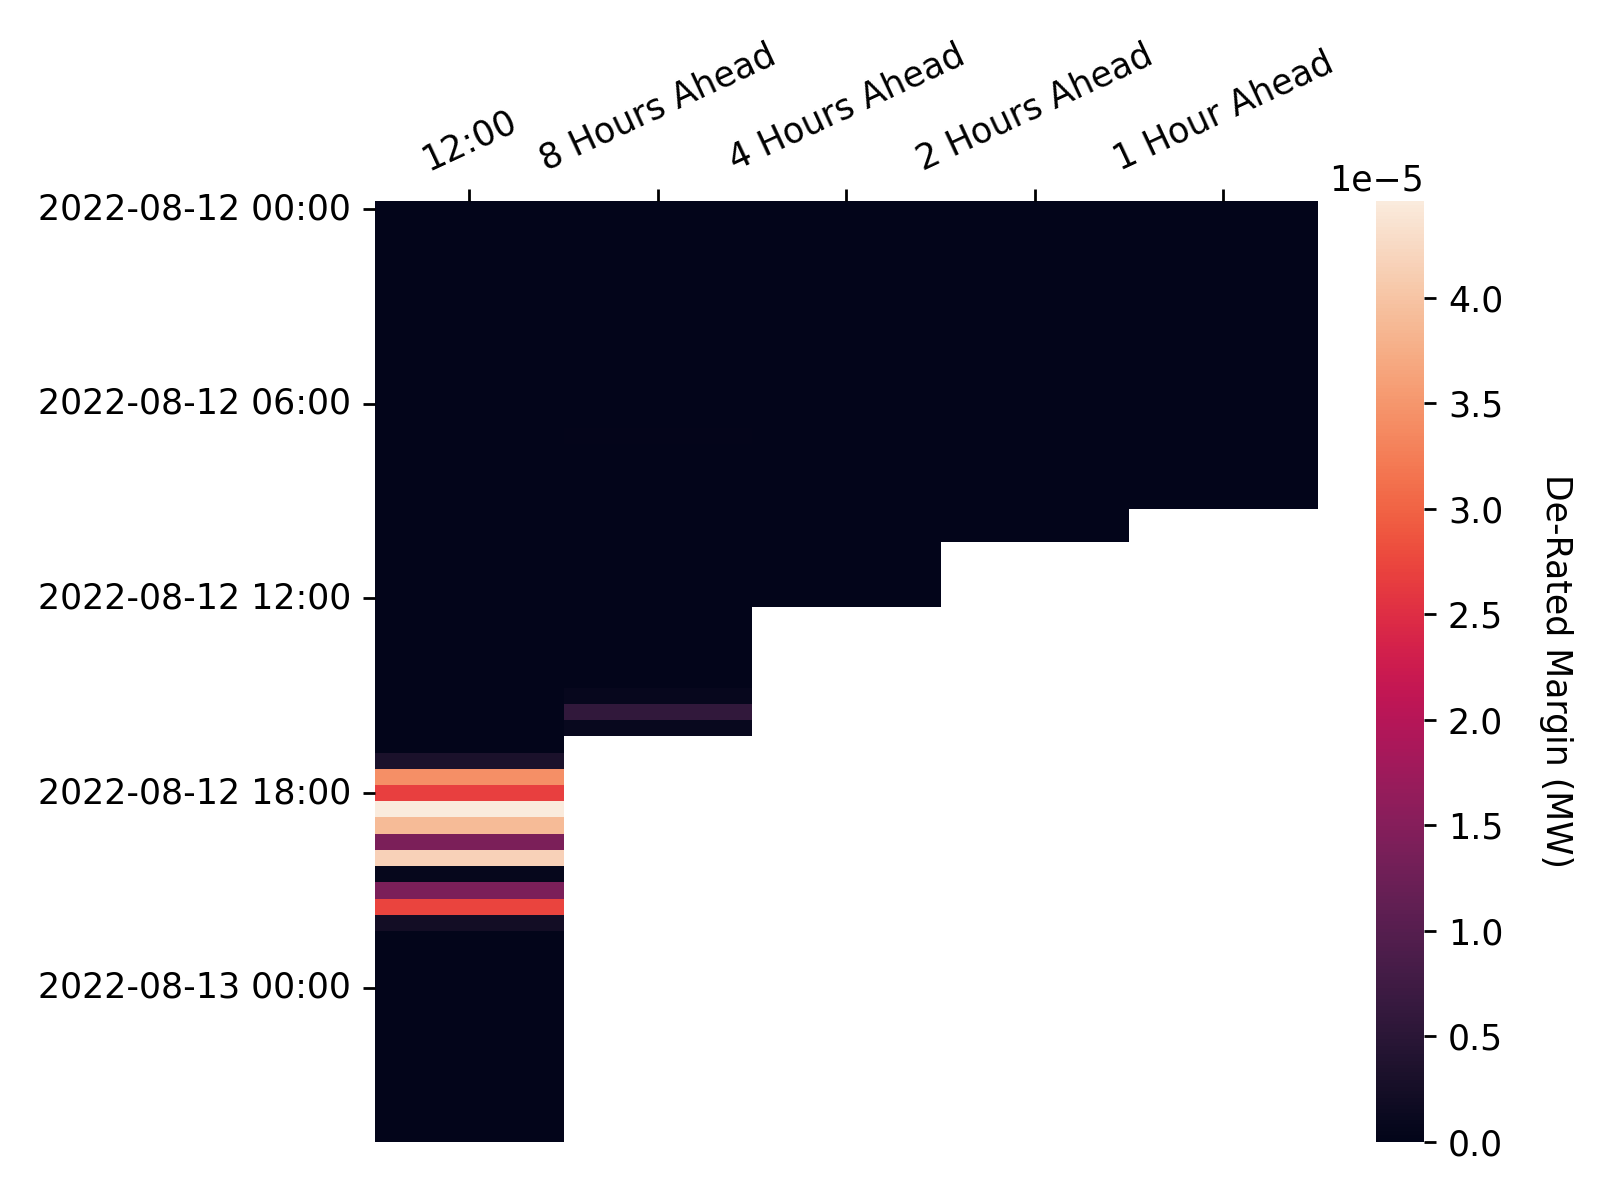 12:00
8 Hours Ahead
4 Hours Ahead
2 Hours Ahead
1 Hour Ahead
1e−5
2022-08-12 00:00
2022-08-12 06:00
2022-08-12 12:00
2022-08-12 18:00
2022-08-13 00:00
4.0
3.5
3.0
2.5
2.0
1.5
1.0
0.5
0.0
De-Rated Margin (MW)